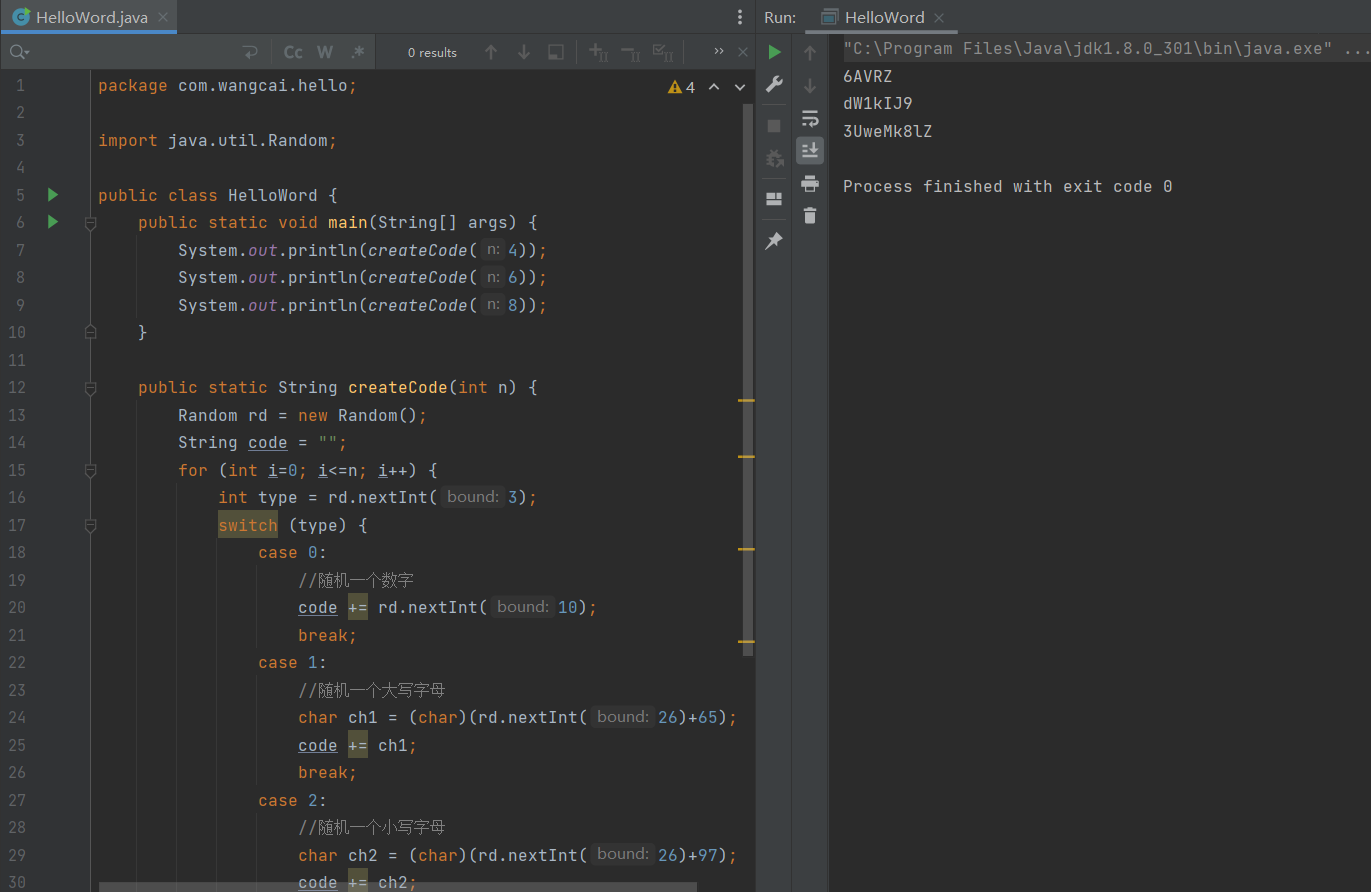 HelloWord.java
Cc W .* 0 results
1 package com.wangcai.hello; 4
2
3 import java.util.Random;
4
5 public class HelloWord {
6 public static void main(String[] args) {
7 System.out.println(createCode( n: 4));
8 System.out.println(createCode( n: 6));
9 System.out.println(createCode( n: 8));
10 }
11
12 public static String createCode(int n) {
13 Random rd = new Random();
14 String code = "";
15 for (int i=0; i<=n; i++) {
16 int type = rd.nextInt( bound: 3);
17 switch (type) {
18 case 0:
19 //随机一个数字
20 code += rd.nextInt( bound: 10);
21 break;
22 case 1:
23 //随机一个大写字母
24 char ch1 = (char)(rd.nextInt( bound: 26)+65);
25 code += ch1;
26 break;
27 case 2:
28 //随机一个小写字母
29 char ch2 = (char)(rd.nextInt( bound: 26)+97);
30 code += ch2;
Run: HelloWord
"C:\Program Files\Java\jdk1.8.0_301\bin\java.exe" ...
6AVRZ
dW1kIJ9
3UweMk8lZ
Process finished with exit code 0